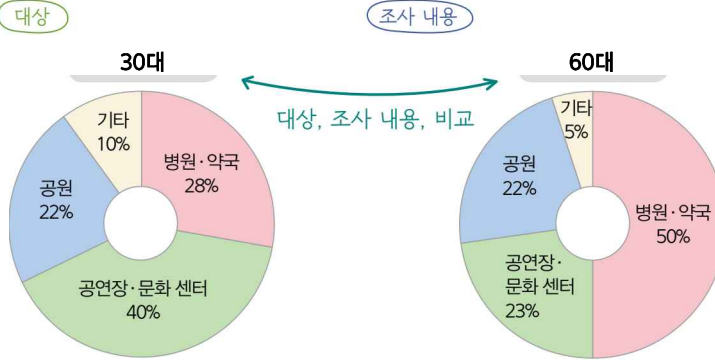 대상
조사 내용
30대
60대
대상, 조사 내용, 비교
기타
10%
병원·약국
28%
공원
22%
공연장·문화 센터
40%
기타
5%
공원
22%
병원·약국
50%
공연장·
문화 센터
23%